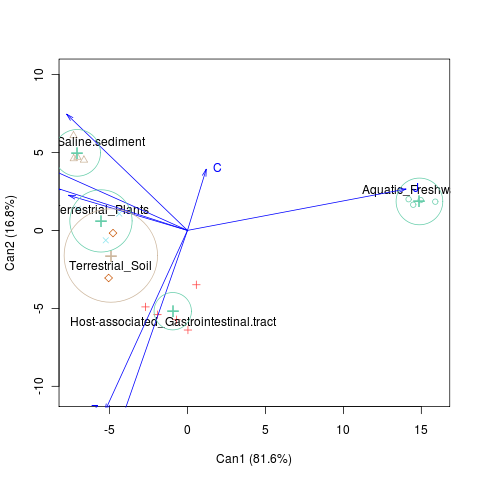 10
5
0
-5
-10
Can2 (16.8%)
Saline.sediment
C
Aquatic_Freshw
errestrial_Plants
Terrestrial_Soil
Host-associated_Gastrointestinal.tract
-5
0
5
10
15
Can1 (81.6%)